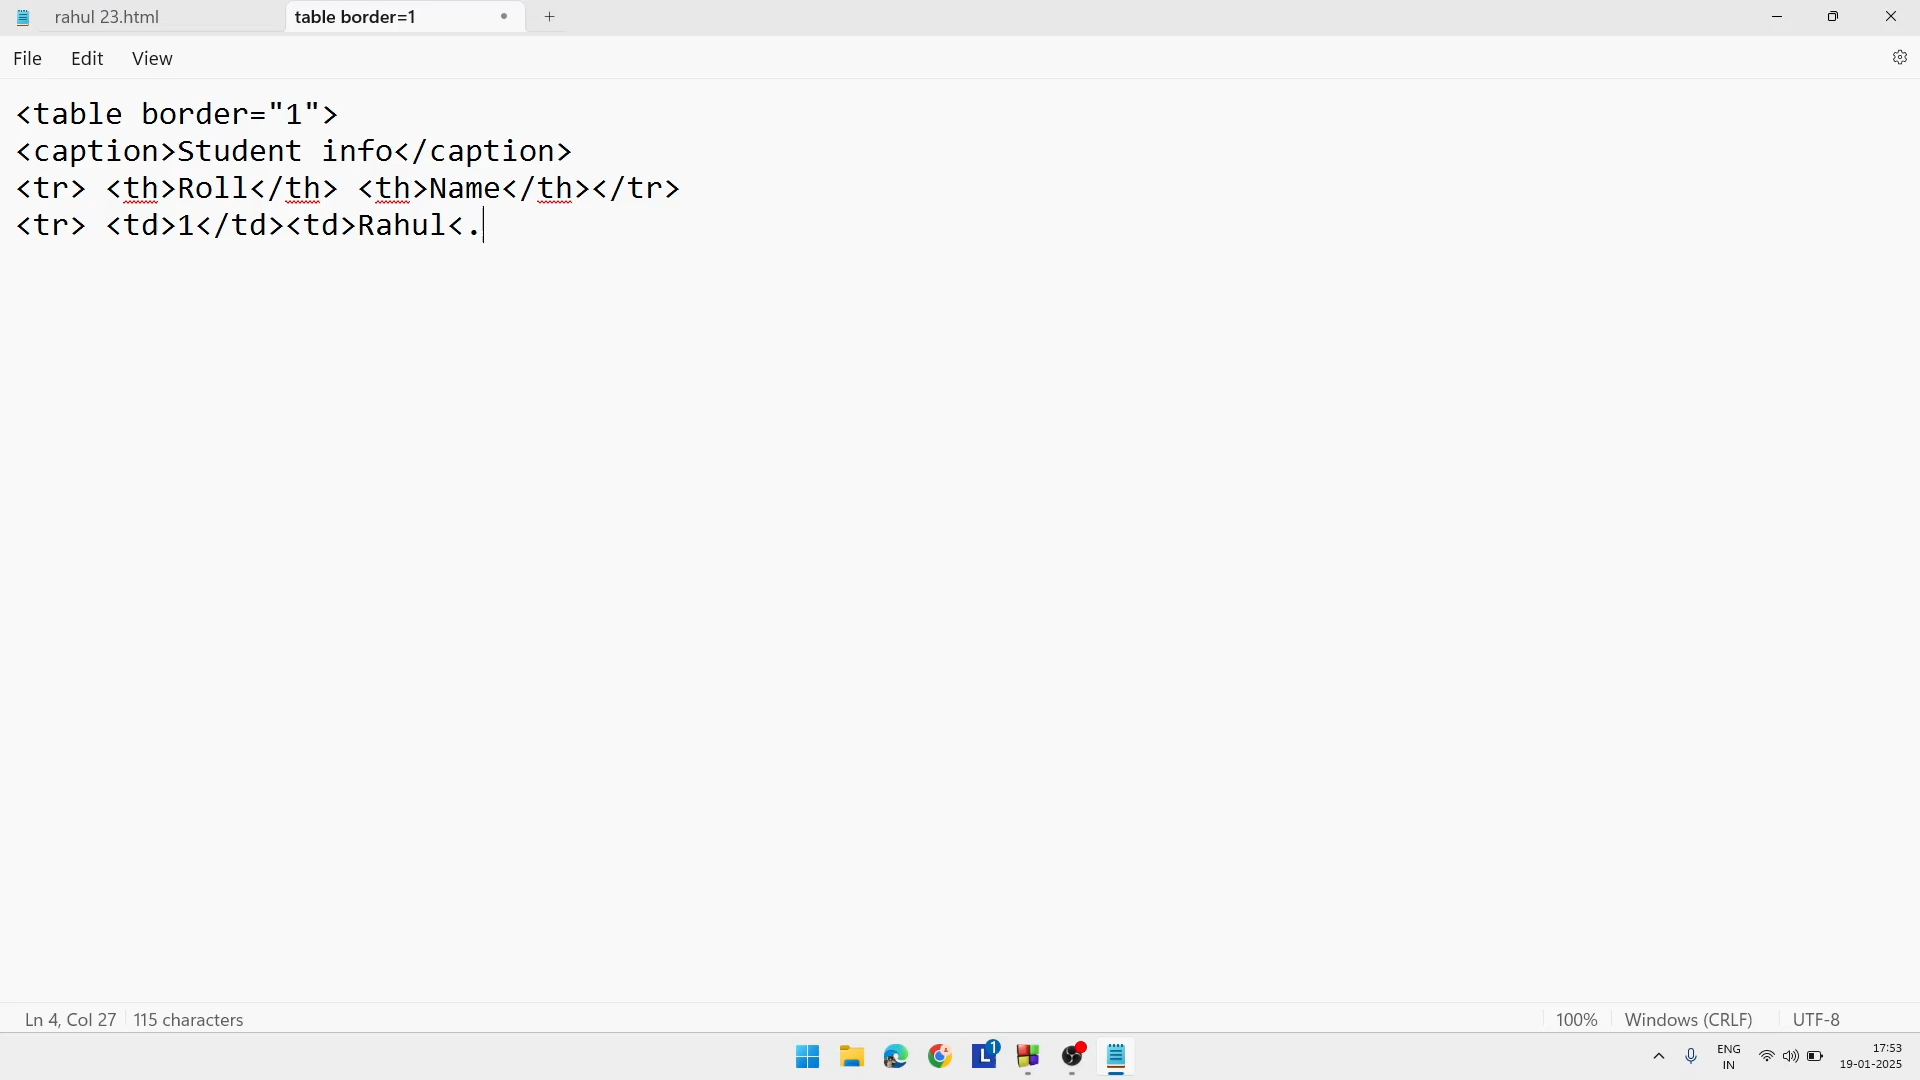 rahul 23.html
table border=1
File Edit View
<table border="1">
<caption>Student info</caption>
<tr> <th>Roll</th> <th>Name</th></tr>
<tr> <td>1</td><td>Rahul<.
Ln 4, Col 27 115 characters 100% Windows (CRLF) UTF-8
L 1
ENG
IN
17:53
19-01-2025